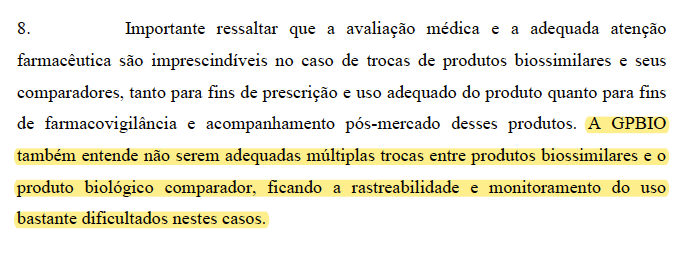 8. Importante ressaltar que a avaliação médica e a adequada atenção
farmacêutica são imprescindíveis no caso de trocas de produtos biossimilares e seus
comparadores, tanto para fins de prescrição e uso adequado do produto quanto para fins
de farmacovigilância e acompanhamento pós-mercado desses produtos. A GPBIO
também entende não serem adequadas múltiplas trocas entre produtos biossimilares e o
produto biológico comparador, ficando a rastreabilidade e monitoramento do uso
bastante dificultados nestes casos.